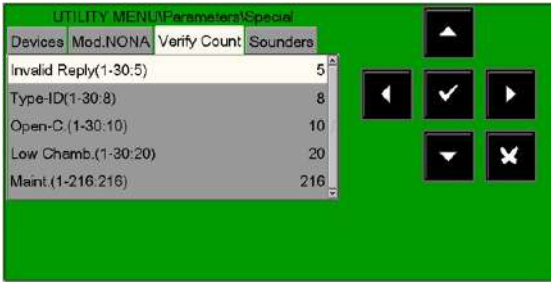 UTILITY MENU\Parameters\Special
Devices Mod.NONA Verify Count Sounders
Invalid Reply(1-30:5) 5
Type-ID(1-30:8) 8
Open-C.(1-30:10) 10
Low Chamb.(1-30:20) 20
Maint.(1-216:216) 216